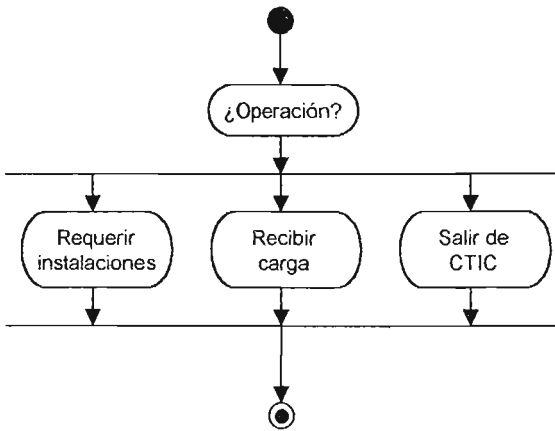 ¿Operación?
Requerir
instalaciones
Recibir
carga
Salir de
CTIC